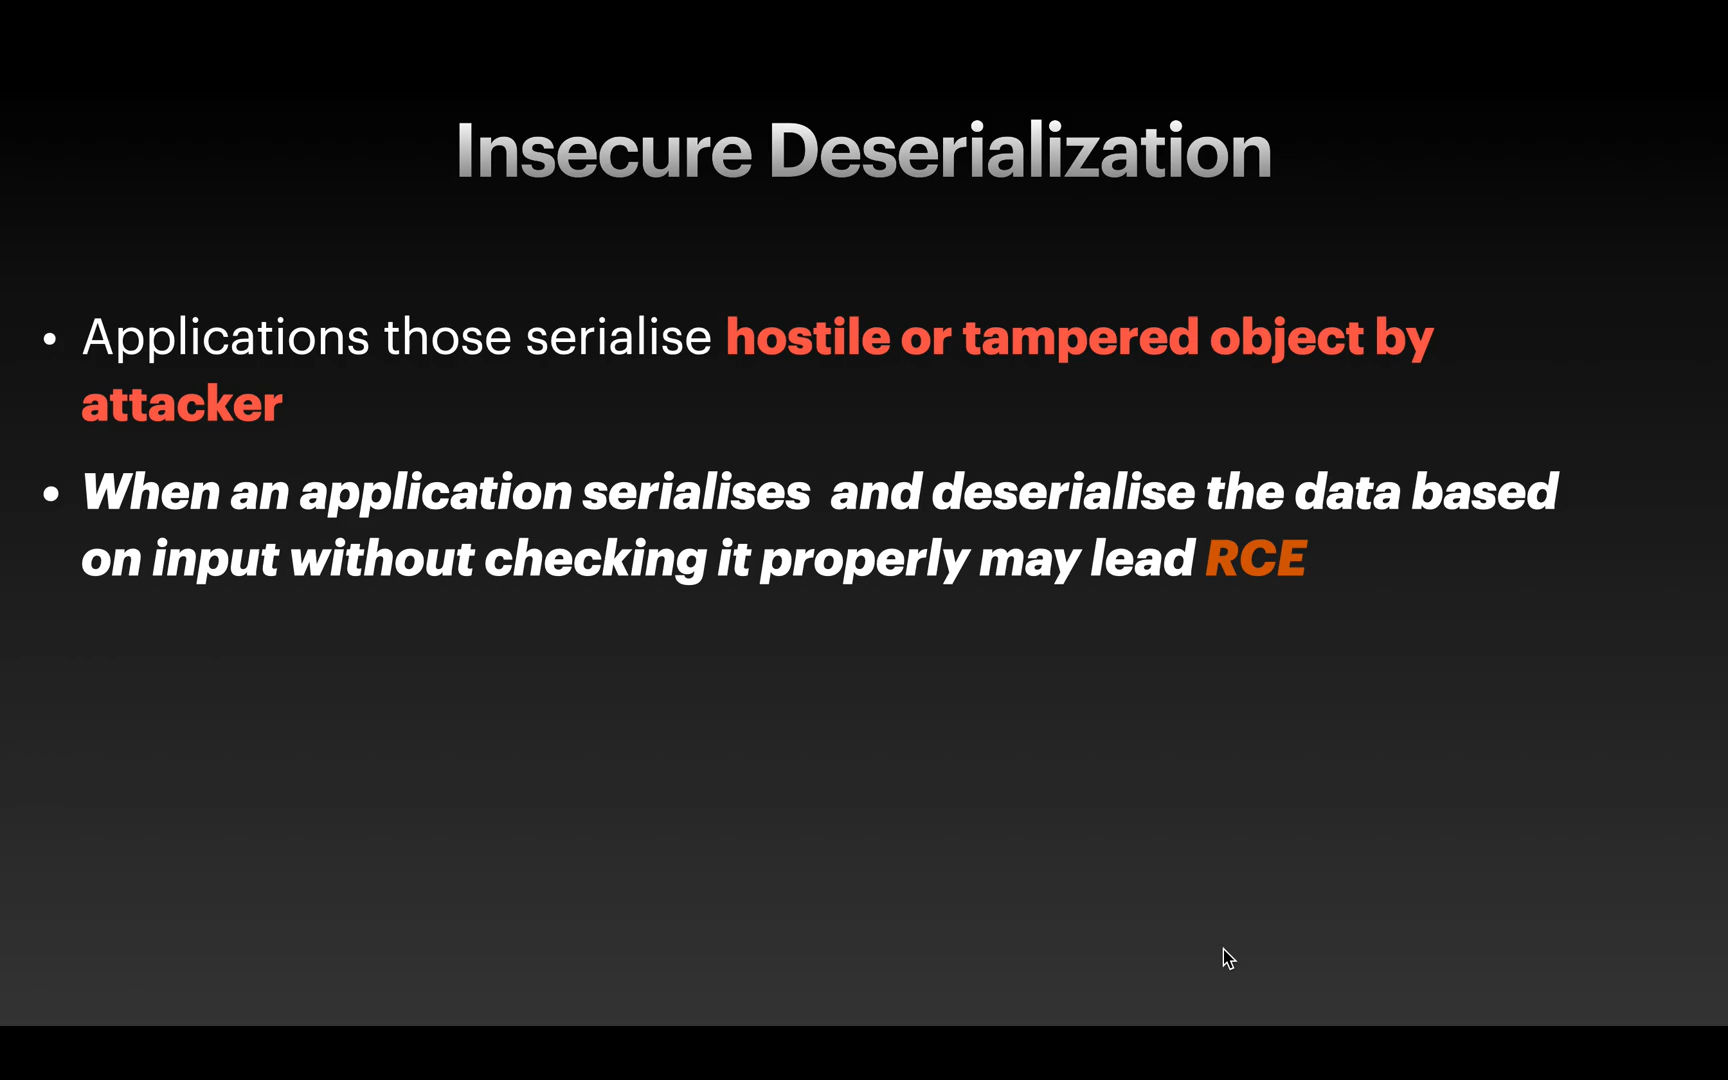 Insecure Deserialization
• Applications those serialise hostile or tampered object by
attacker
• When an application serialises  and deserialise the data based
on input without checking it properly may lead RCE